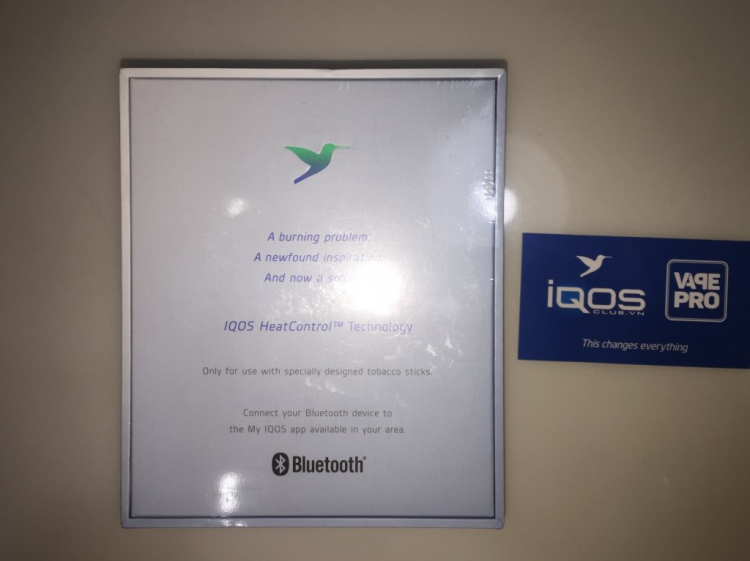 A burning problem.
A newfound inspiration.
And now a
IQOS HeatControl™ Technology
Only for use with specially designed tobacco sticks.
Connect your Bluetooth device to
the My IQOS app available in your area.
Bluetooth®
iQOS
CLUB.VN
VAPE
PRO
This changes everything